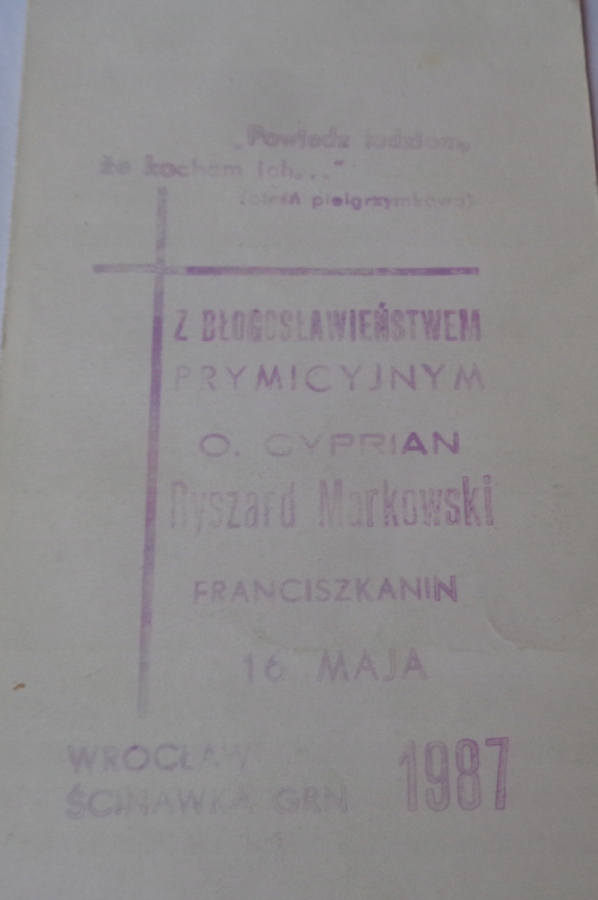 „Powiedz ludziom,
że kocham ich..."
(pieśń pielgrzymkowa)
Z BŁOGOSŁAWIEŃSTWEM
PRYMICYJNYM
O. CYPRIAN
Ryszard Markowski
FRANCISZKANIN
16 MAJA
WROCŁAW
ŚCINAWKA GRN
1987